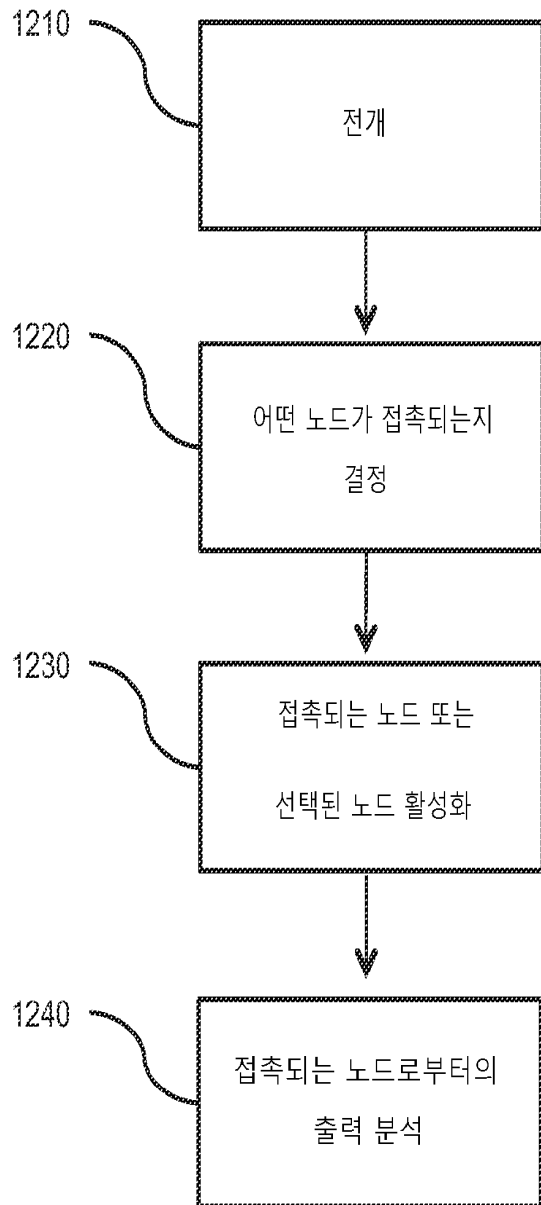 1210
전개
1220
어떤 노드가 접촉되는지
결정
1230
접촉되는 노드 또는
선택된 노드 활성화
1240
접촉되는 노드로부터의
출력 분석